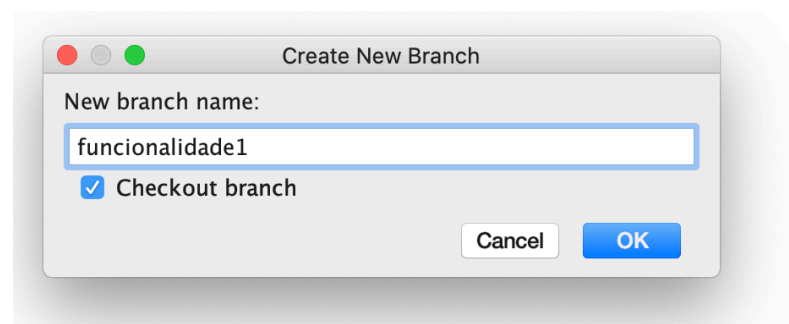 Create New Branch
New branch name:
funcionalidade1
Checkout branch
Cancel OK